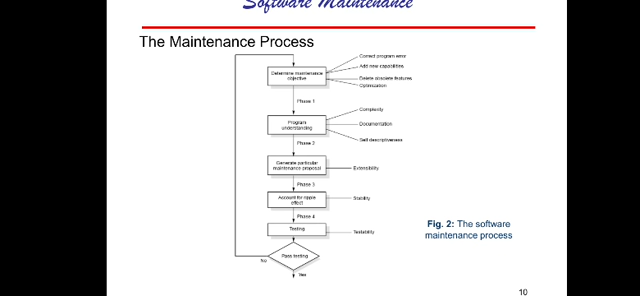 Software Maintenance
The Maintenance Process
Correct program error
Add new capabilities
Delete obsolete features
Optimization
Determine maintenance
objective
Phase 1
Complexity
Documentation
Self descriptiveness
Program
understanding
Phase 2
Generate particular
maintenance proposal
Extensibility
Phase 3
Account for ripple
effect
Stability
Phase 4
Testing
Testability
Pass testing
No
Yes
Fig. 2: The software
maintenance process
10